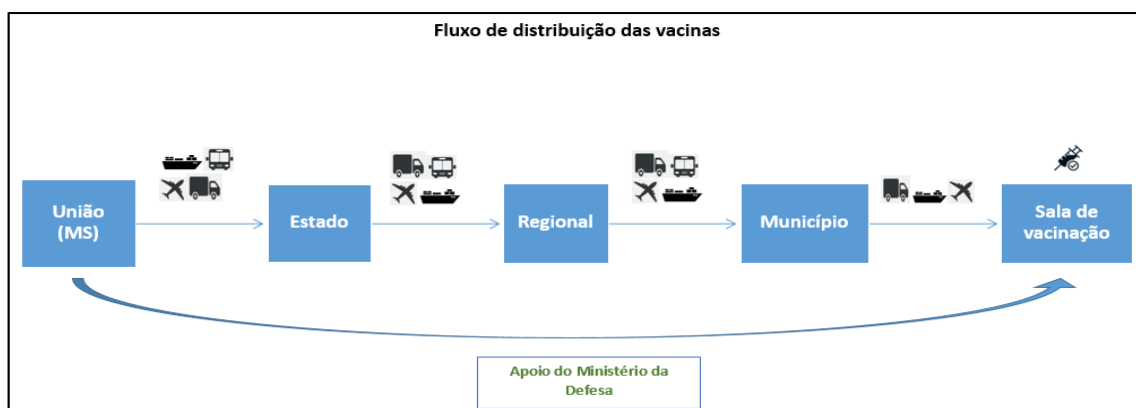 Fluxo de distribuição das vacinas
União
(MS)
Estado
Regional
Município
Sala de
vacinação
Apoio do Ministério da
Defesa